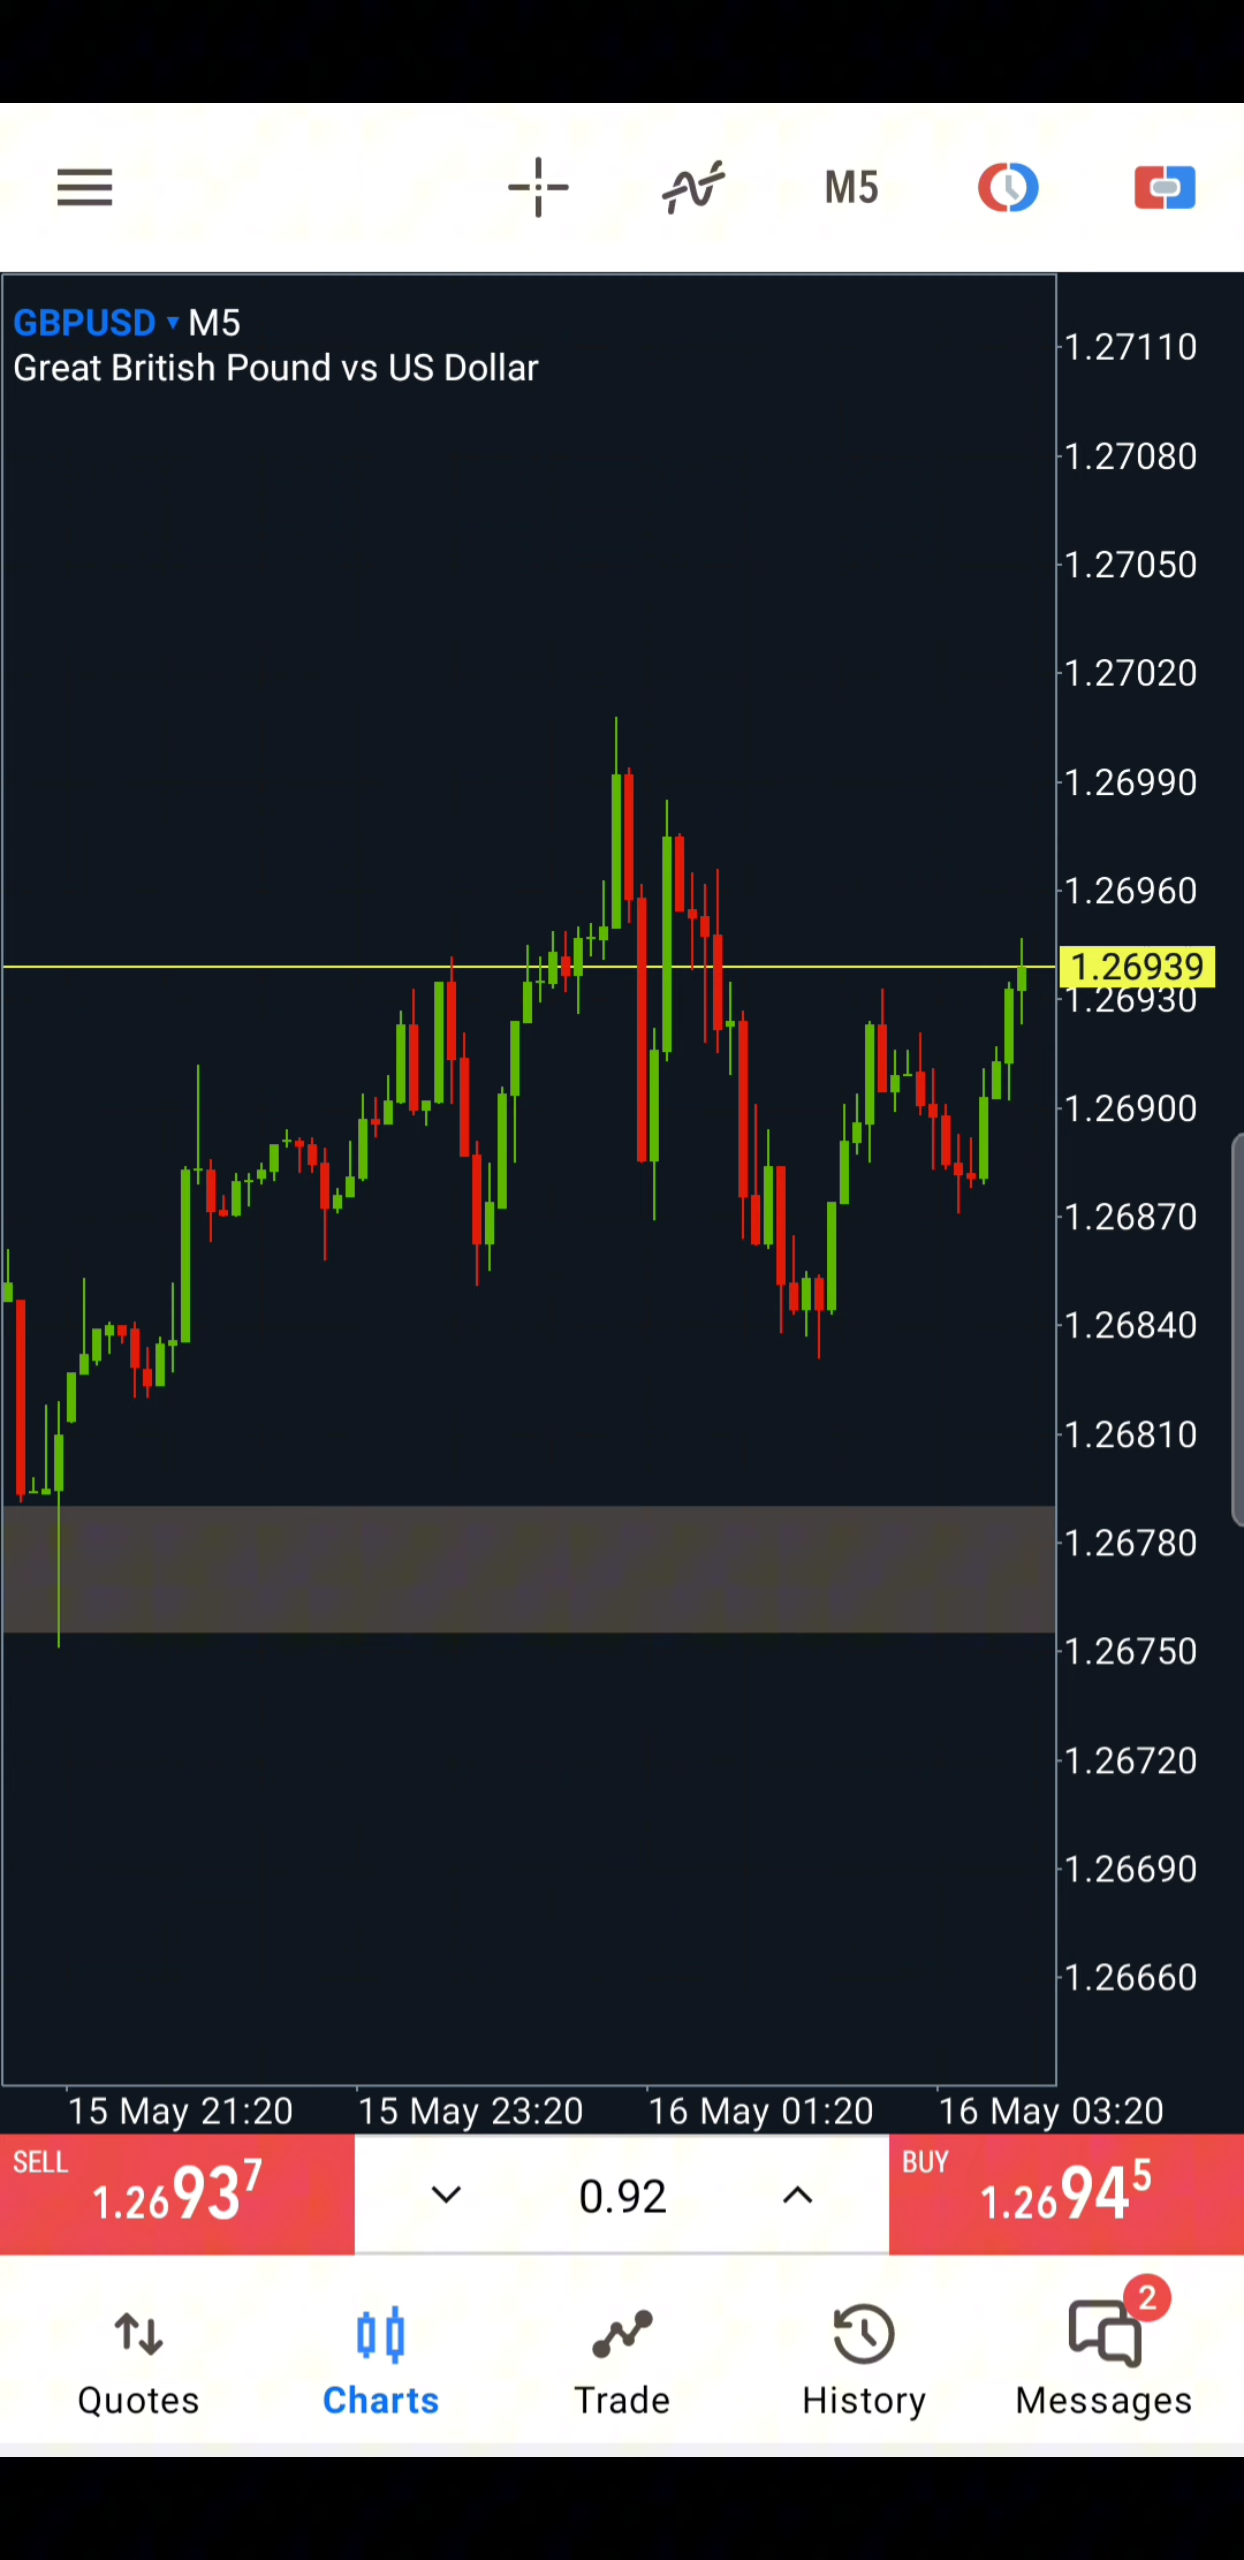 M5
GBPUSD ▾ M5
Great British Pound vs US Dollar
1.27110
1.27080
1.27050
1.27020
1.26990
1.26960
1.26939
1.26930
1.26900
1.26870
1.26840
1.26810
1.26780
1.26750
1.26720
1.26690
1.26660
15 May 21:20 15 May 23:20 16 May 01:20 16 May 03:20
SELL 1.26937
0.92
BUY 1.26945
2
Quotes Charts Trade History Messages